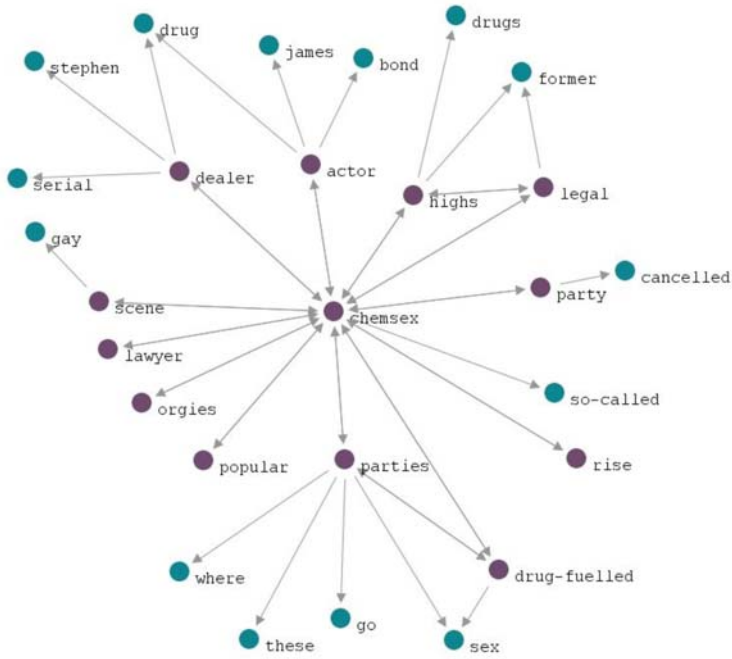 drug
drugs
james
bond
stephen
former
dealer
actor
serial
highs
legal
gay
cancelled
party
scene
chemsex
lawyer
so-called
orgies
popular
parties
rise
where
drug-fuelled
these
go
sex